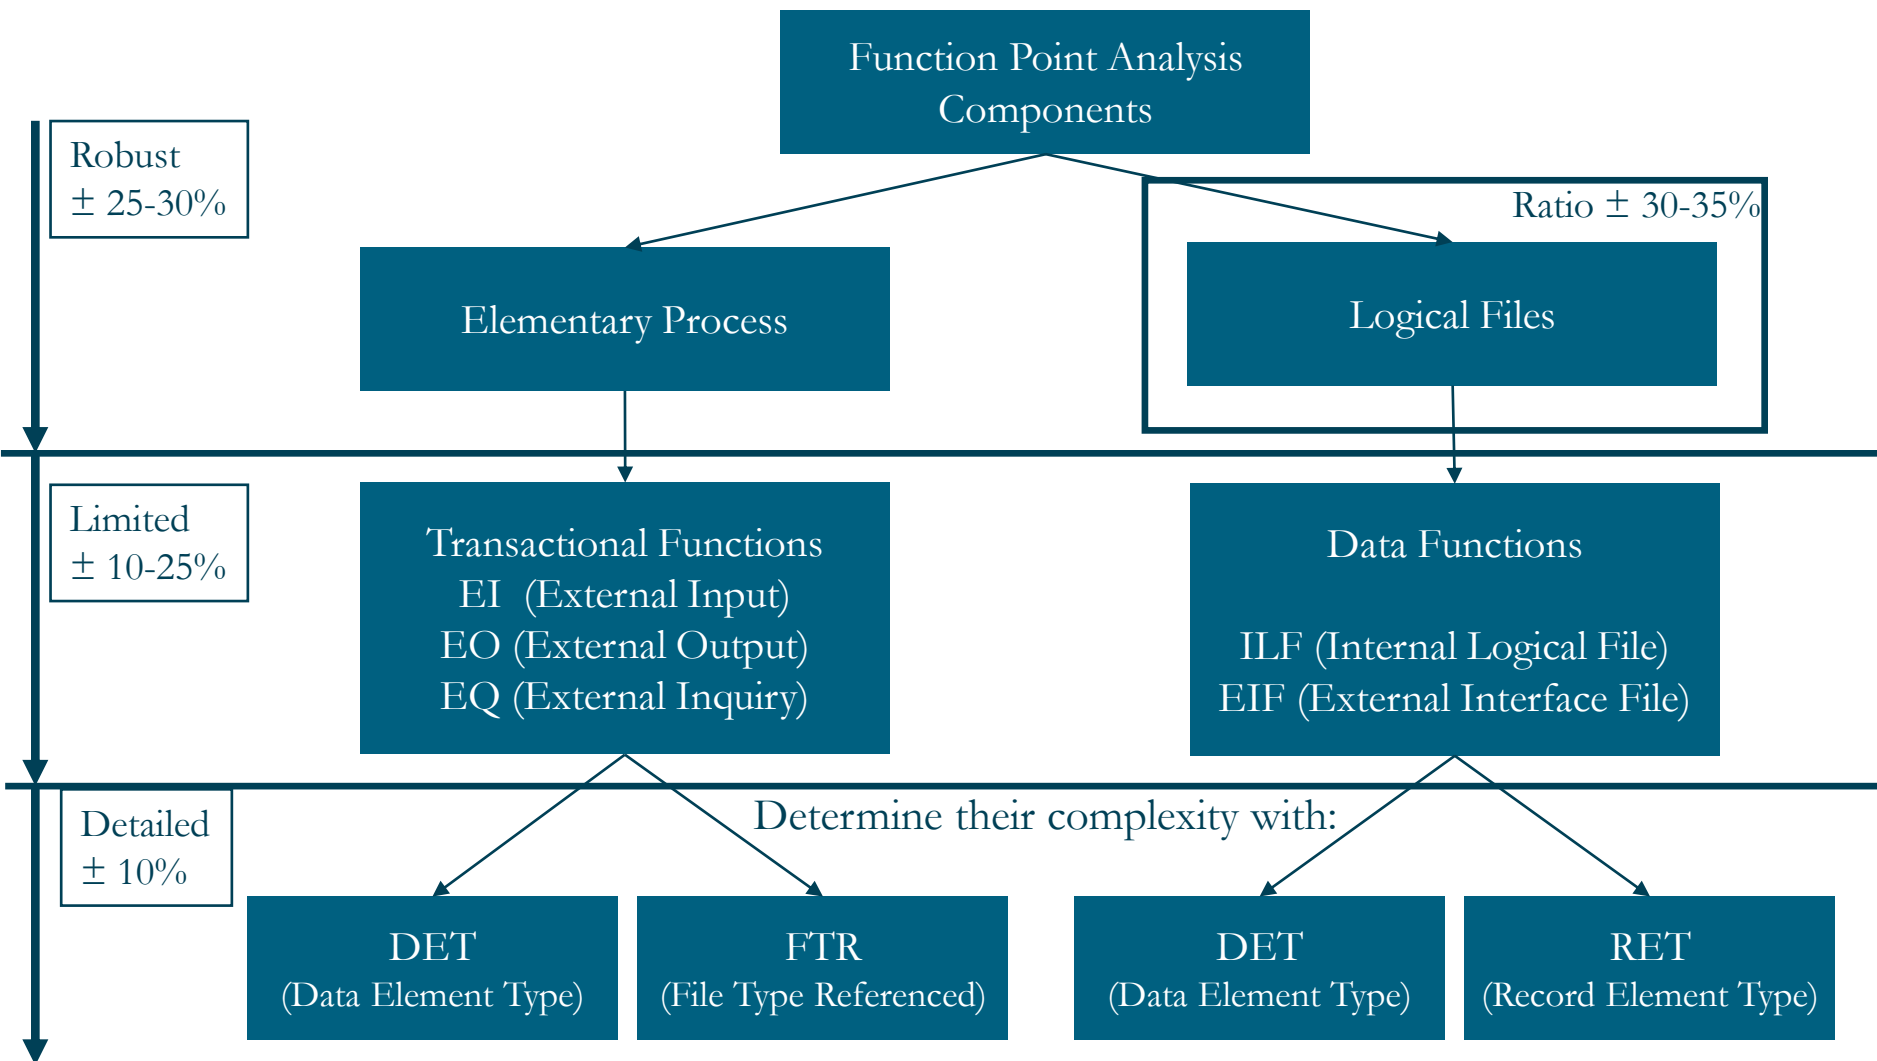 Function Point Analysis
Components
Robust
± 25-30%
Ratio ± 30-35%
Elementary Process
Logical Files
Limited
± 10-25%
Transactional Functions
EI (External Input)
EO (External Output)
EQ (External Inquiry)
Data Functions
ILF (Internal Logical File)
EIF (External Interface File)
Detailed
± 10%
Determine their complexity with:
DET
(Data Element Type)
FTR
(File Type Referenced)
DET
(Data Element Type)
RET
(Record Element Type)